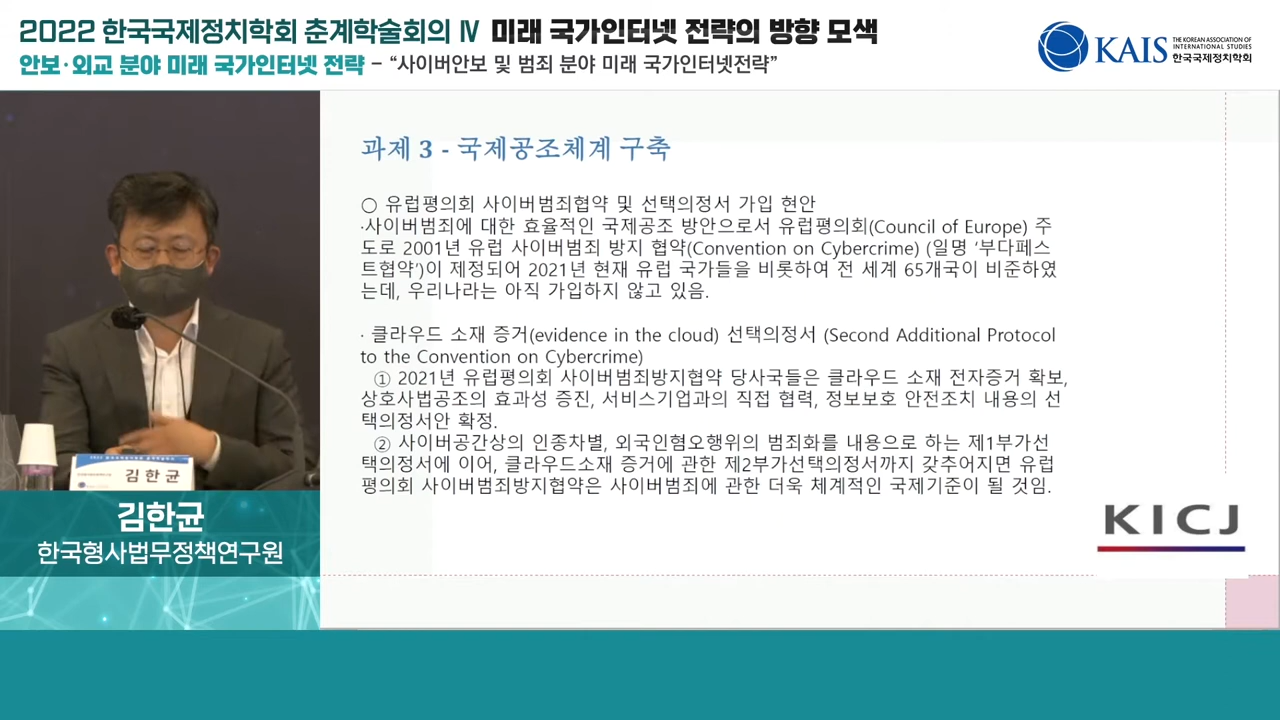 2022 한국국제정치학회 춘계학술회의 Ⅳ 미래 국가인터넷 전략의 방향 모색
안보·외교 분야 미래 국가인터넷 전략 – “사이버안보 및 범죄 분야 미래 국가인터넷전략”
KAIS
THE KOREAN ASSOCIATION OF
INTERNATIONAL STUDIES
한국국제정치학회
과제 3 - 국제공조체계 구축
○ 유럽평의회 사이버범죄협약 및 선택의정서 가입 현안
·사이버범죄에 대한 효율적인 국제공조 방안으로서 유럽평의회(Council of Europe) 주
도로 2001년 유럽 사이버범죄 방지 협약(Convention on Cybercrime) (일명 ‘부다페스
트협약’)이 제정되어 2021년 현재 유럽 국가들을 비롯하여 전 세계 65개국이 비준하였
는데, 우리나라는 아직 가입하지 않고 있음.
· 클라우드 소재 증거(evidence in the cloud) 선택의정서 (Second Additional Protocol
to the Convention on Cybercrime)
① 2021년 유럽평의회 사이버범죄방지협약 당사국들은 클라우드 소재 전자증거 확보,
상호사법공조의 효과성 증진, 서비스기업과의 직접 협력, 정보보호 안전조치 내용의 선
택의정서안 확정.
② 사이버공간상의 인종차별, 외국인혐오행위의 범죄화를 내용으로 하는 제1부가선
택의정서에 이어, 클라우드소재 증거에 관한 제2부가선택의정서까지 갖추어지면 유럽
평의회 사이버범죄방지협약은 사이버범죄에 관한 더욱 체계적인 국제기준이 될 것임.
KICJ
김한균
김한균
한국형사법무정책연구원